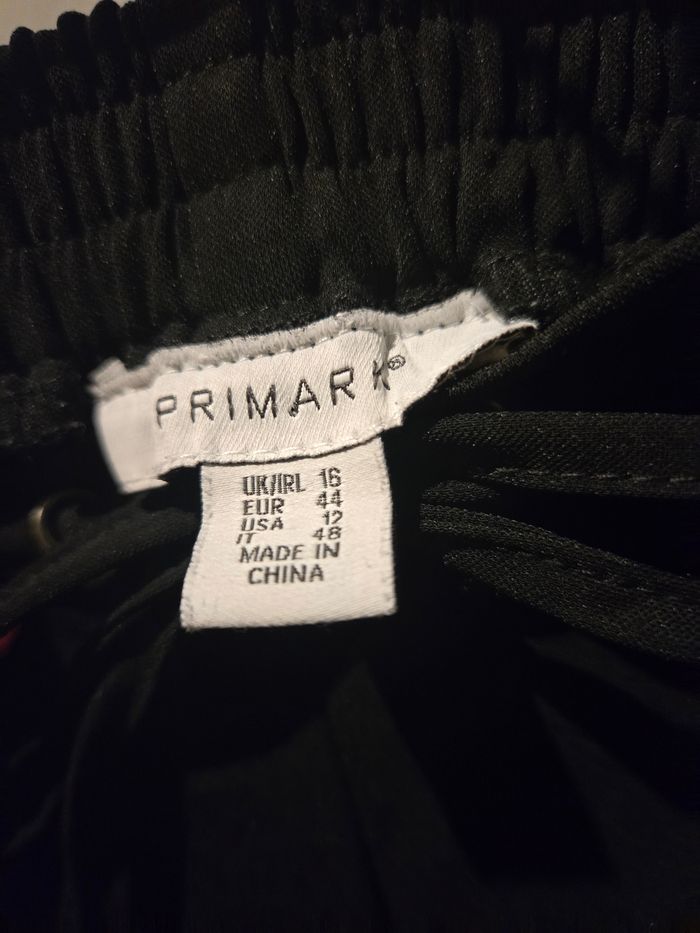 PRIMARK®
UK/IRL 16
EUR 44
USA 12
IT 48
MADE IN
CHINA